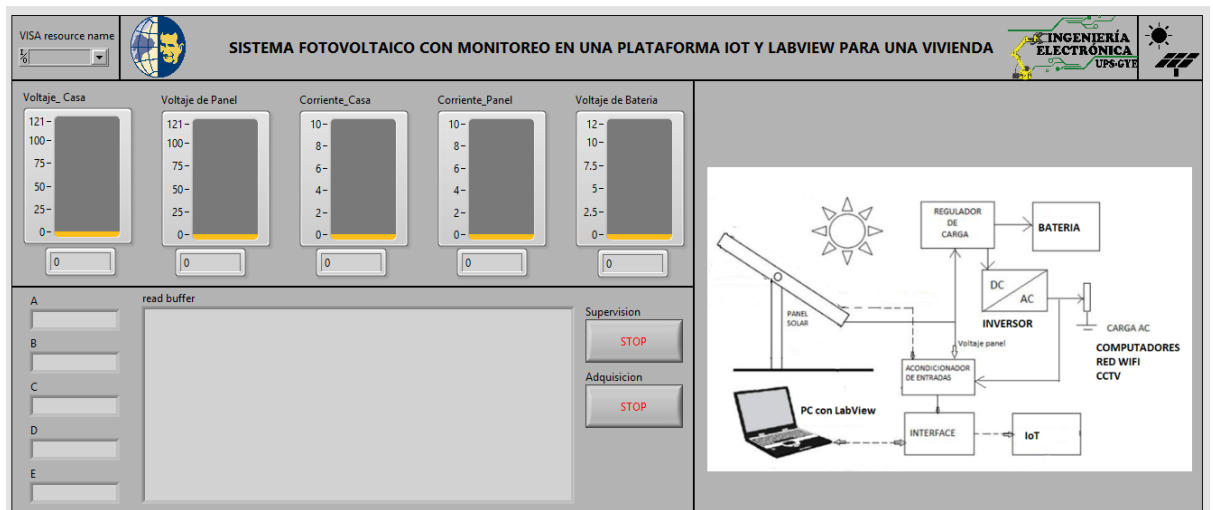 VISA resource name
SISTEMA FOTOVOLTAICO CON MONITOREO EN UNA PLATAFORMA IOT Y LABVIEW PARA UNA VIVIENDA
INGENIERÍA
ELECTRÓNICA
UPS-GYE
Voltaje_ Casa
121
100
75
50
25
0
0
Voltaje de Panel
121
100
75
50
25
0
0
Corriente_Casa
10
8
6
4
2
0
0
Corriente_Panel
10
8
6
4
2
0
0
Voltaje de Bateria
12
10
7.5
5
2.5
0
0
A
B
C
D
E
read buffer
Supervision
STOP
Adquisicion
STOP
REGULADOR
DE
CARGA
BATERIA
DC
AC
INVERSOR
PANEL
SOLAR
CARGA AC
COMPUTADORES
RED WIFI
CCTV
Voltaje panel
ACONDICIONADOR
DE ENTRADAS
PC con LabView
INTERFACE
IoT